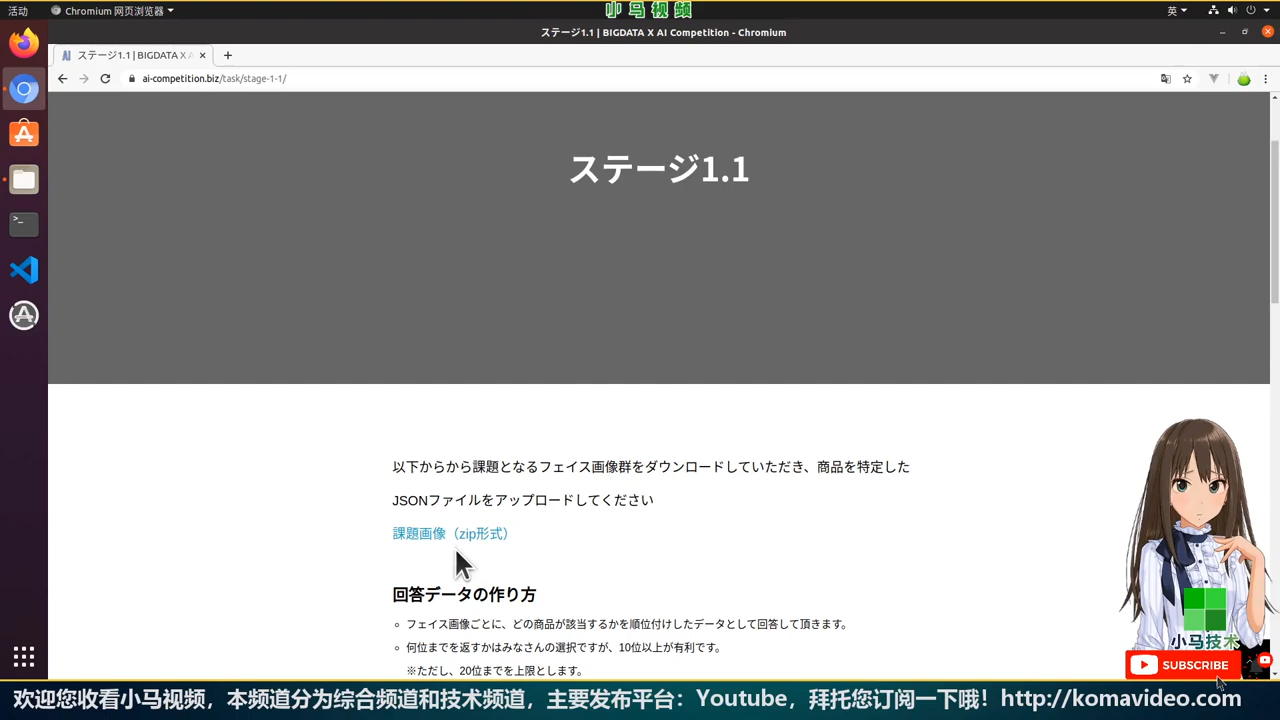 活动
Chromium 网页浏览器
小马视频
英
ステージ1.1 | BIGDATA X AI Competition - Chromium
ステージ1.1 | BIGDATA X A
ai-competition.biz/task/stage-1-1/
ステージ1.1
以下からから課題となるフェイス画像群をダウンロードしていただき、商品を特定した
JSONファイルをアップロードしてください
課題画像（zip形式）
回答データの作り方
フェイス画像ごとに、どの商品が該当するかを順位付けしたデータとして回答して頂きます。
何位までを返すかはみなさんの選択ですが、10位以上が有利です。
※ただし、20位までを上限とします。
小马技术
SUBSCRIBE
欢迎您收看小马视频，本频道分为综合频道和技术频道，主要发布平台：Youtube，拜托您订阅一下哦！http://komavideo.com